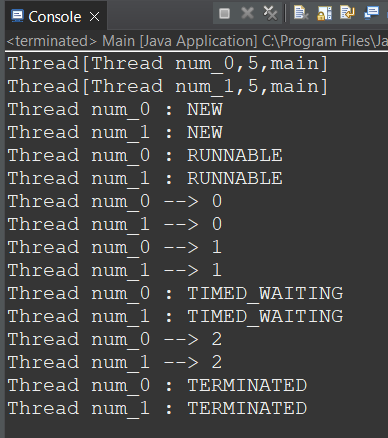 Console
<terminated> Main [Java Application] C:\Program Files\Ja
Thread[Thread num_0,5,main]
Thread[Thread num_1,5,main]
Thread num_0 : NEW
Thread num_1 : NEW
Thread num_0 : RUNNABLE
Thread num_1 : RUNNABLE
Thread num_0 --> 0
Thread num_1 --> 0
Thread num_0 --> 1
Thread num_1 --> 1
Thread num_0 : TIMED_WAITING
Thread num_1 : TIMED_WAITING
Thread num_0 --> 2
Thread num_1 --> 2
Thread num_0 : TERMINATED
Thread num_1 : TERMINATED